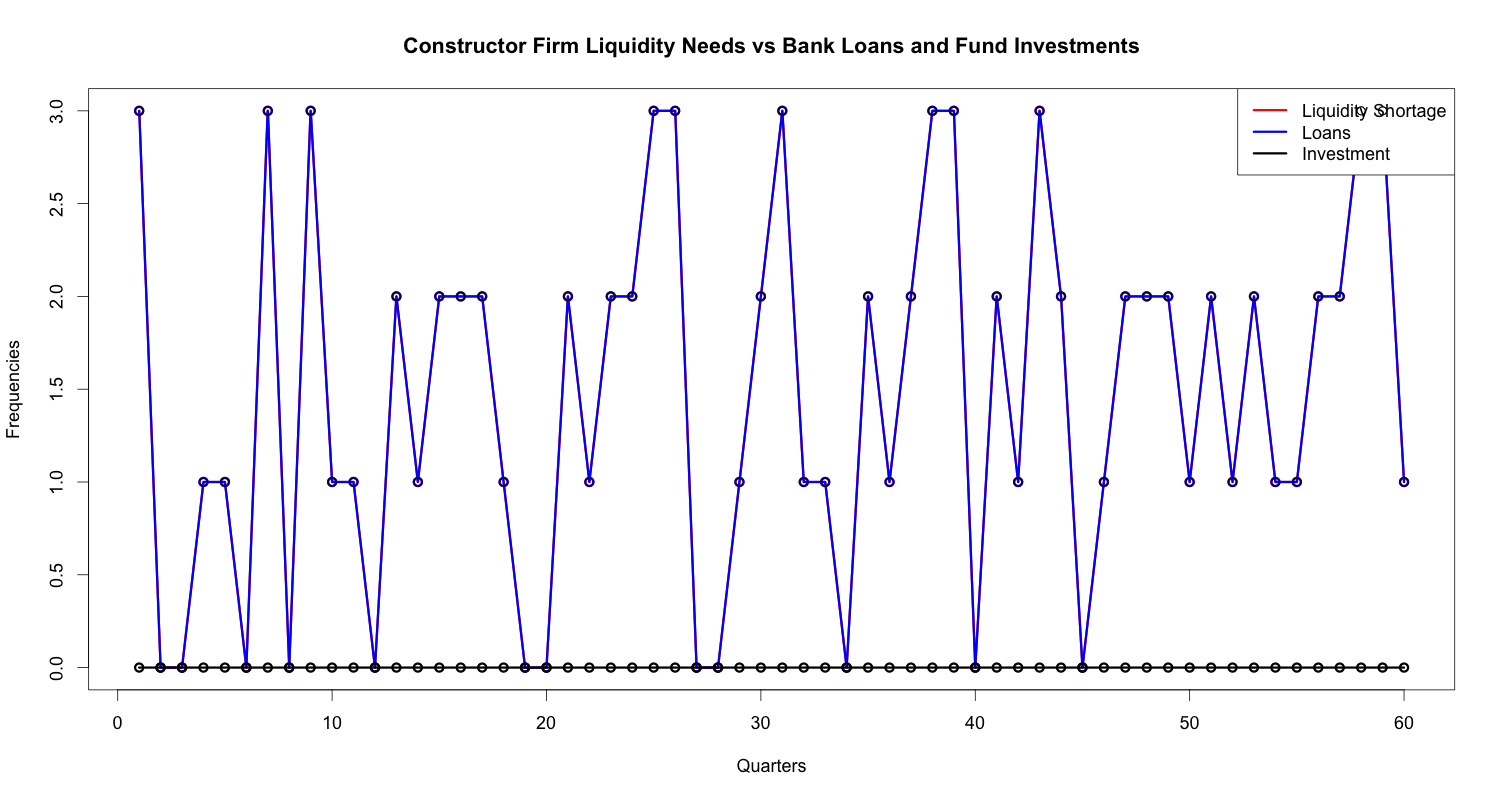 Constructor Firm Liquidity Needs vs Bank Loans and Fund Investments
Liquidity Shortage
Loans
Investment
3.0
2.5
2.0
1.5
1.0
0.5
0.0
Frequencies
0 10 20 30 40 50 60
Quarters